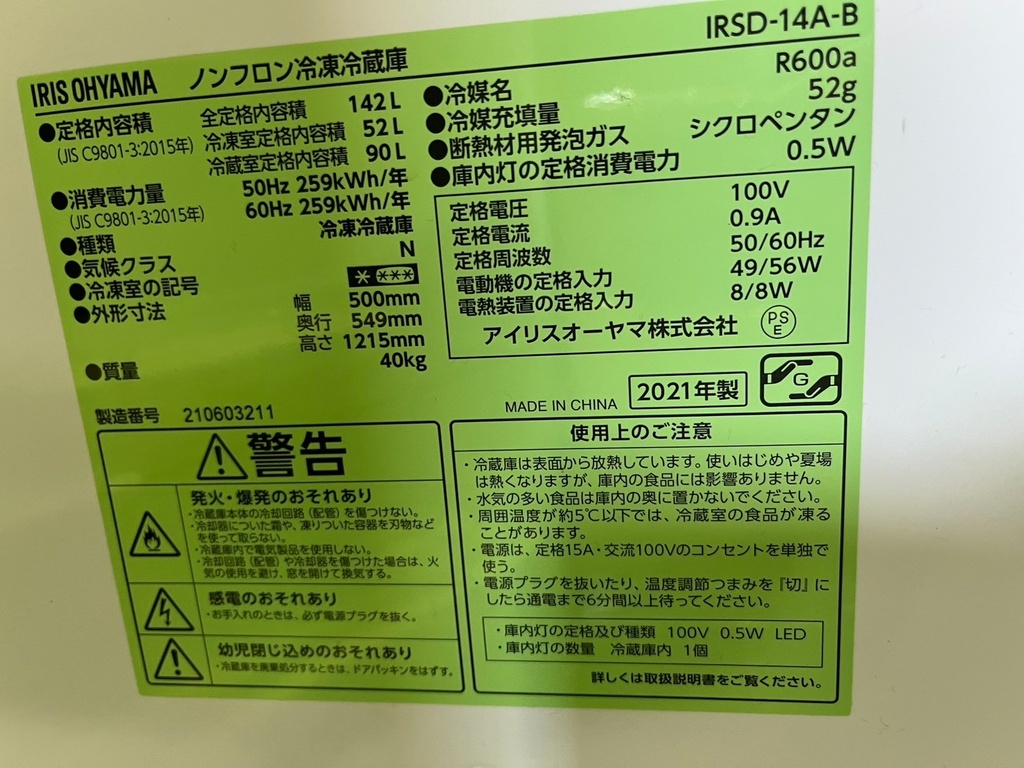 IRIS OHYAMA ノンフロン冷凍冷蔵庫 IRSD-14A-B
●定格内容積 全定格内容積 142L
(JIS C9801-3:2015年) 冷凍室定格内容積 52L
冷蔵室定格内容積 90L
●消費電力量 50Hz 259kWh/年
(JIS C9801-3:2015年) 60Hz 259kWh/年
●種類 冷凍冷蔵庫
●気候クラス N
●冷凍室の記号
●外形寸法 幅 500mm
奥行 549mm
高さ 1215mm
●質量 40kg
製造番号 210603211
●冷媒名 R600a
●冷媒充填量 52g
●断熱材用発泡ガス シクロペンタン
●庫内灯の定格消費電力 0.5W
定格電圧 100V
定格電流 0.9A
定格周波数 50/60Hz
電動機の定格入力 49/56W
電熱装置の定格入力 8/8W
アイリスオーヤマ株式会社 PSE
MADE IN CHINA 2021年製 G
警告
発火・爆発のおそれあり
・冷蔵庫本体の冷却回路(配管)を傷つけない。
・冷却器についた霜や、凍りついた容器を刃物など
を使って取らない。
・冷蔵庫内で電気製品を使用しない。
・冷却回路(配管)や冷却器を傷つけた場合は、火
気の使用を避け、窓を開けて換気する。
感電のおそれあり
・お手入れのときは、必ず電源プラグを抜く。
幼児閉じ込めのおそれあり
・冷蔵庫を廃棄処分するときは、ドアパッキンをはずす。
使用上のご注意
・冷蔵庫は表面から放熱しています。使いはじめや夏場
は熱くなりますが、庫内の食品には影響ありません。
・水気の多い食品は庫内の奥に置かないでください。
・周囲温度が約5℃以下では、冷蔵室の食品が凍る
ことがあります。
・電源は、定格15A・交流100Vのコンセントを単独で
使う。
・電源プラグを抜いたり、温度調節つまみを『切』に
したら通電まで6分間以上待ってください。
・庫内灯の定格及び種類 100V 0.5W LED
・庫内灯の数量 冷蔵庫内 1個
詳しくは取扱説明書をご覧ください。